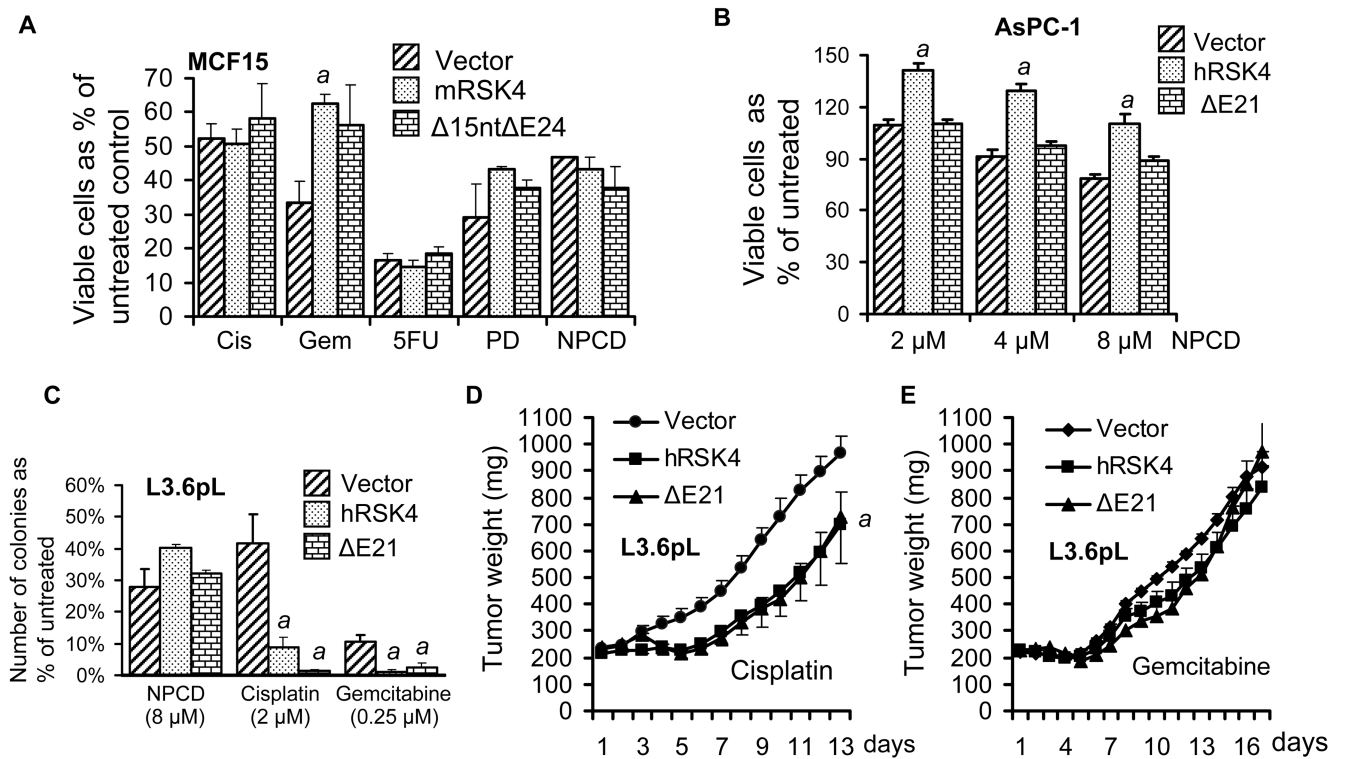 A
MCF15
Viable cells as % of
untreated control
70
60
50
40
30
20
10
0
a
Vector
mRSK4
Δ15ntΔE24
Cis Gem 5FU PD NPCD
B
AsPC-1
Viable cells as
% of untreated
150
120
90
60
30
0
a
a
a
Vector
hRSK4
ΔE21
2 µM 4 µM 8 µM NPCD
C
L3.6pL
Number of colonies as
% of untreated
60%
50%
40%
30%
20%
10%
0%
a
a
a
a
Vector
hRSK4
ΔE21
NPCD Cisplatin Gemcitabine
(8 µM) (2 µM) (0.25 µM)
D
Tumor weight (mg)
1100
1000
900
800
700
600
500
400
300
200
100
0
Vector
hRSK4
ΔE21
L3.6pL
a
Cisplatin
1 3 5 7 9 11 13 days
E
Tumor weight (mg)
1100
1000
900
800
700
600
500
400
300
200
100
0
Vector
hRSK4
ΔE21
L3.6pL
Gemcitabine
1 4 7 10 13 16 days